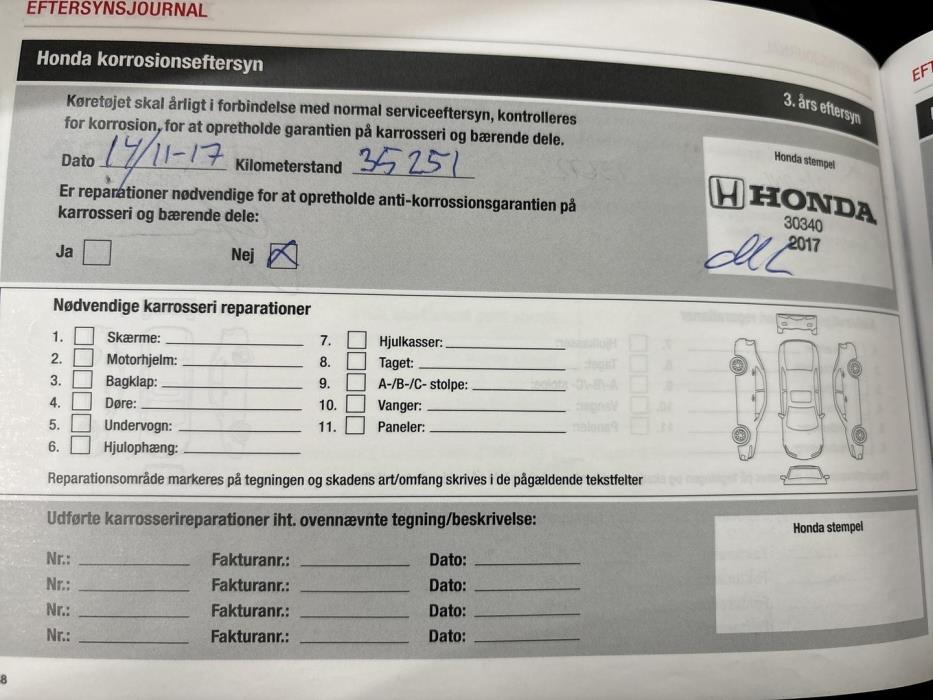 EFTERSYNSJOURNAL
Honda korrosionseftersyn
3. års eftersyn
Køretøjet skal årligt i forbindelse med normal serviceeftersyn, kontrolleres
for korrosion, for at opretholde garantien på karrosseri og bærende dele.
Dato 14/11-17 Kilometerstand 35251
Er reparationer nødvendige for at opretholde anti-korrossionsgarantien på
karrosseri og bærende dele:
Ja Nej
Honda stempel
HONDA
30340
2017
Nødvendige karrosseri reparationer
1. Skærme: 7. Hjulkasser:
2. Motorhjelm: 8. Taget:
3. Bagklap: 9. A-/B-/C- stolpe:
4. Døre: 10. Vanger:
5. Undervogn: 11. Paneler:
6. Hjulophæng:
Reparationsområde markeres på tegningen og skadens art/omfang skrives i de pågældende tekstfelter
Udførte karrosserireparationer iht. ovennævnte tegning/beskrivelse:
Honda stempel
Nr.: Fakturanr.: Dato:
Nr.: Fakturanr.: Dato:
Nr.: Fakturanr.: Dato:
Nr.: Fakturanr.: Dato:
8
EFT